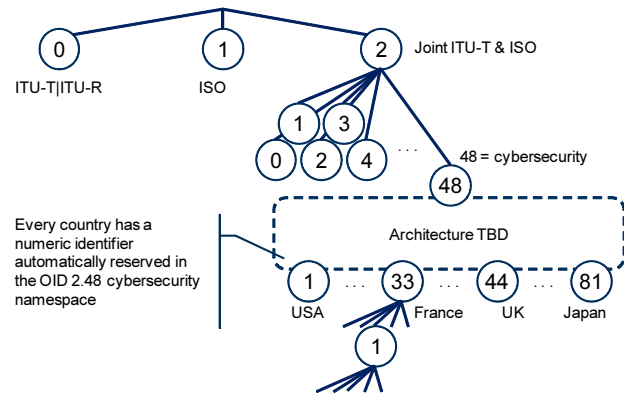 0
1
2
Joint ITU-T & ISO
ITU-T|ITU-R
ISO
1
3
0
2
4
. . .
48 = cybersecurity
48
Every country has a
numeric identifier
automatically reserved in
the OID 2.48 cybersecurity
namespace
Architecture TBD
1
. . .
33
. . .
44
. . .
81
USA
France
UK
Japan
1